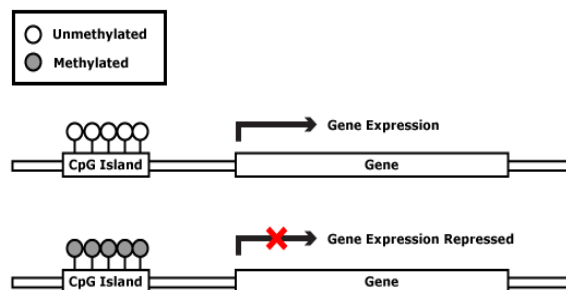 Unmethylated
Methylated
Gene Expression
CpG Island
Gene
Gene Expression Repressed
CpG Island
Gene